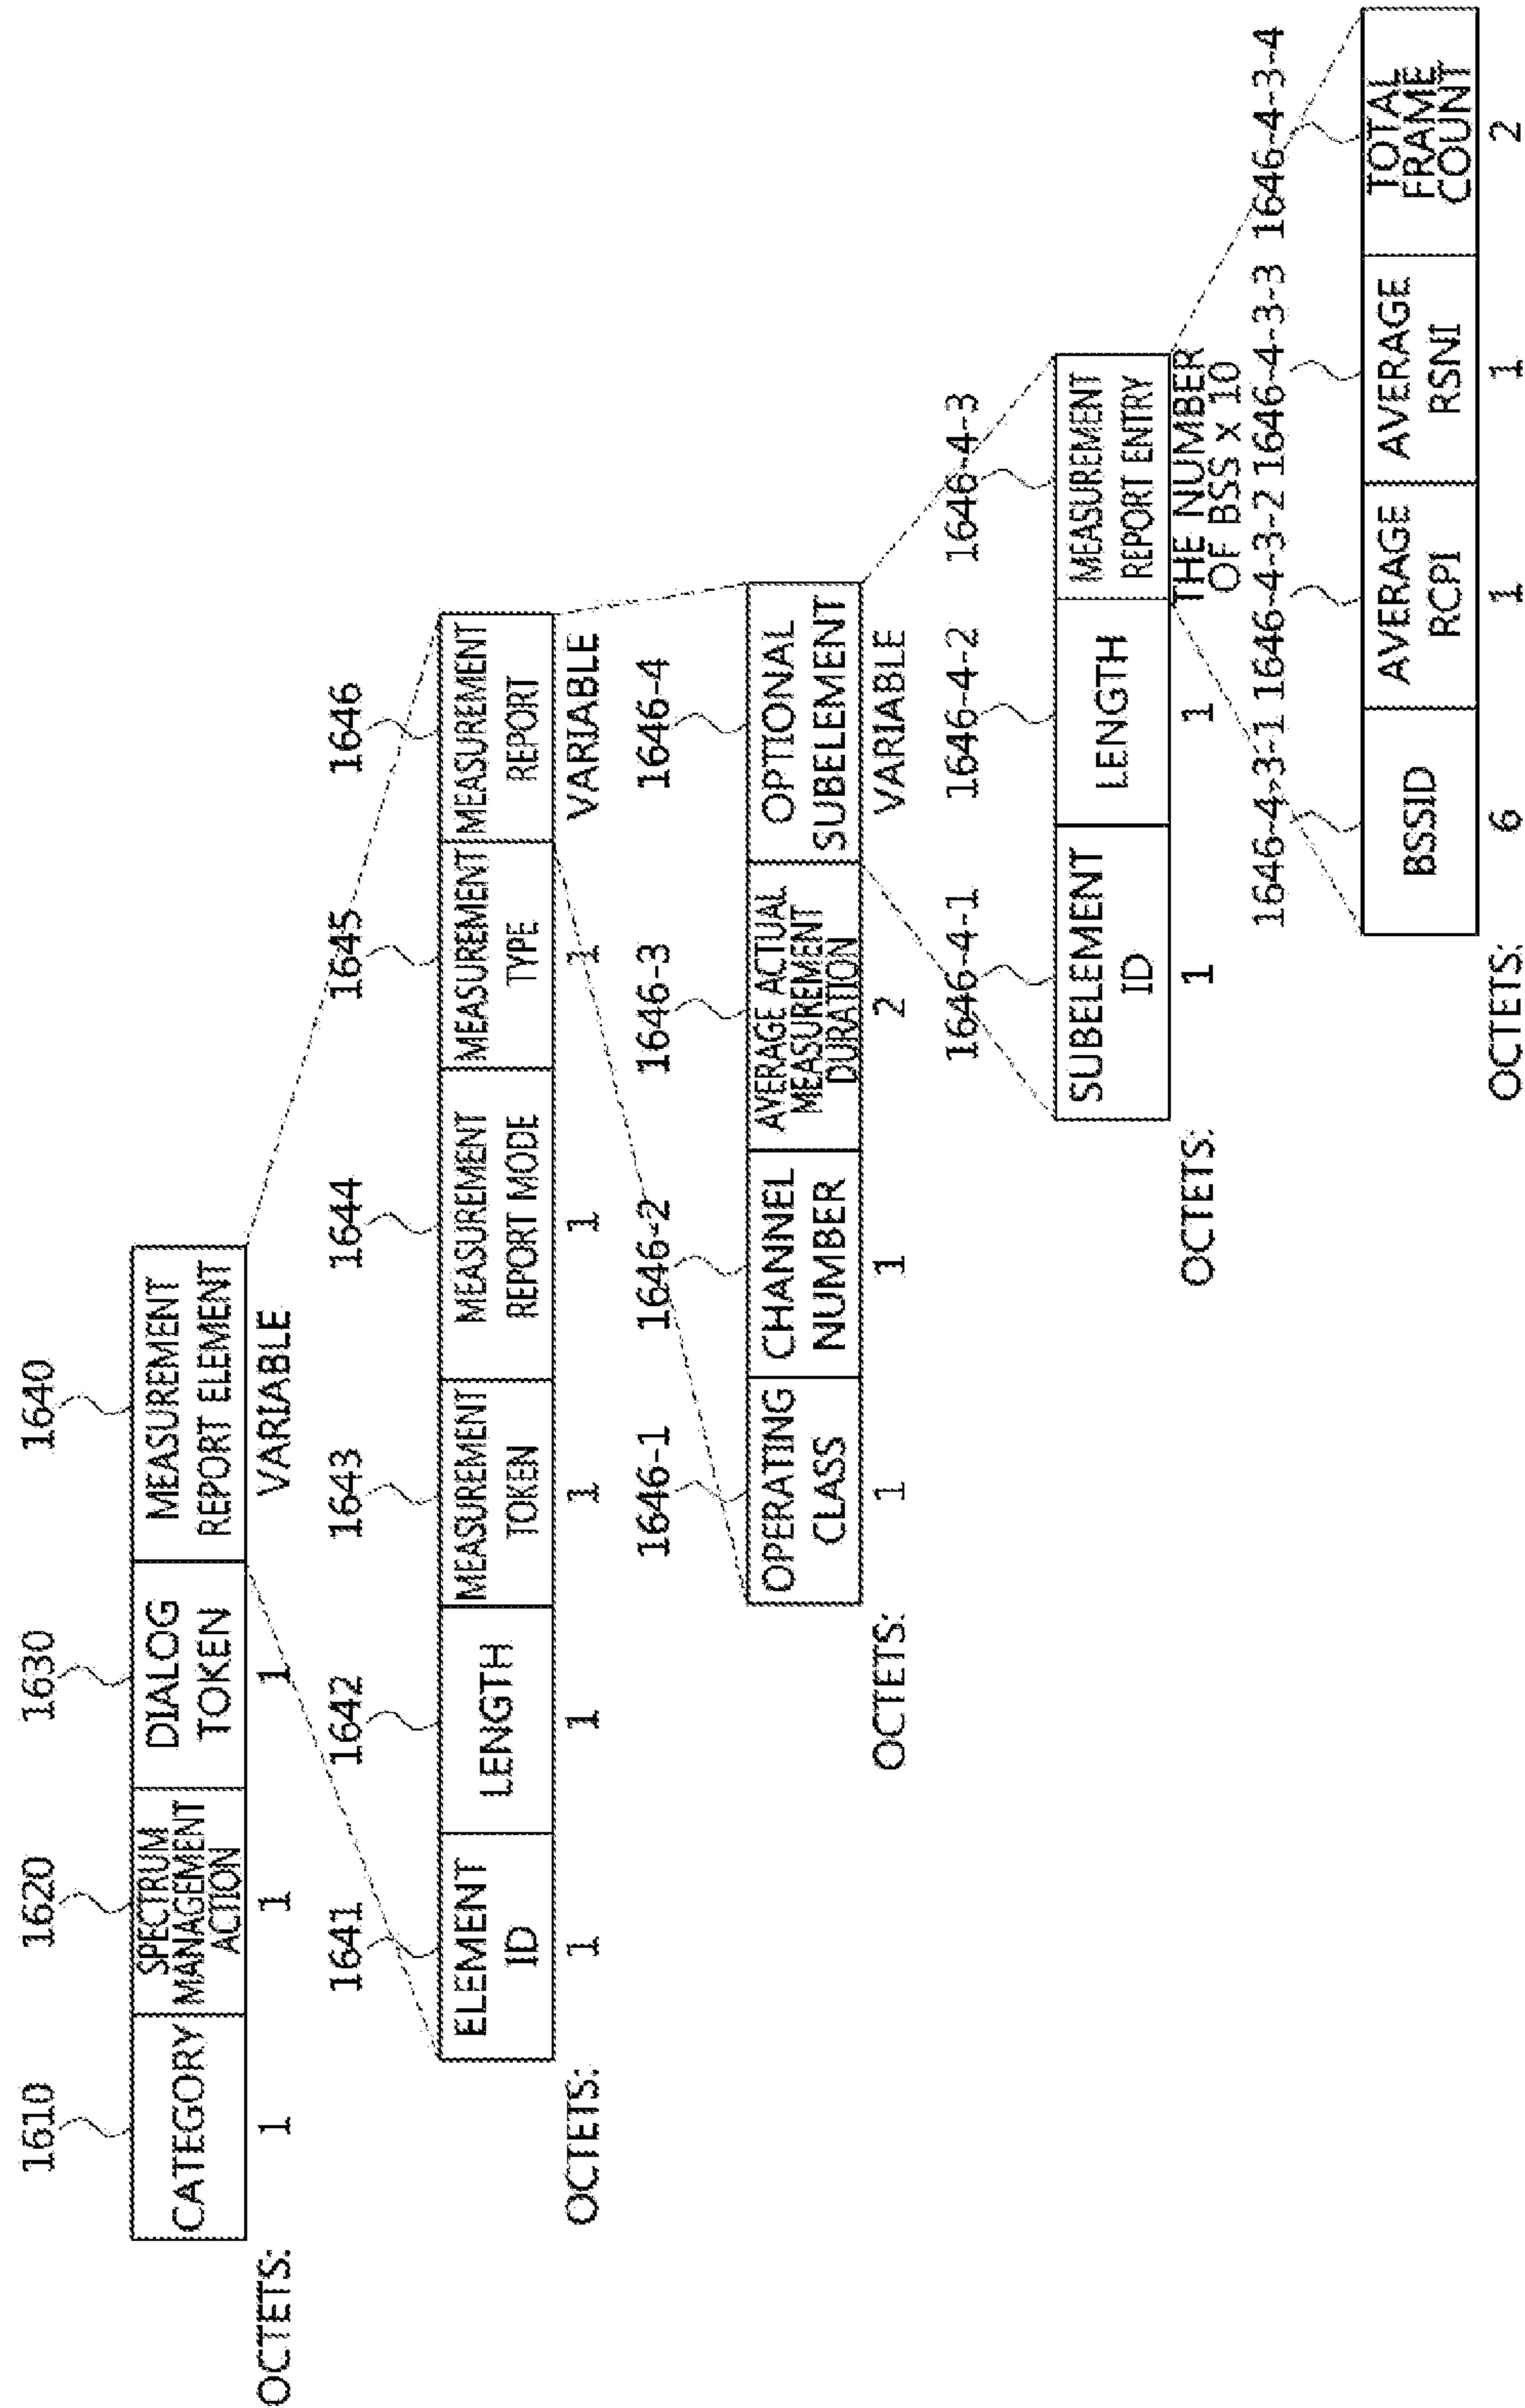 1610 1620 1630 1640
CATEGORY
SPECTRUM
MANAGEMENT
ACTION
DIALOG
TOKEN
MEASUREMENT
REPORT ELEMENT
OCTETS: 1 1 1 VARIABLE
1641 1642 1643 1644 1645 1646
ELEMENT
ID
LENGTH
MEASUREMENT
TOKEN
MEASUREMENT
REPORT MODE
MEASUREMENT
TYPE
MEASUREMENT
REPORT
OCTETS: 1 1 1 1 1 VARIABLE
1646-1 1646-2 1646-3 1646-4
OPERATING
CLASS
CHANNEL
NUMBER
AVERAGE ACTUAL
MEASUREMENT
DURATION
OPTIONAL
SUBELEMENT
OCTETS: 1 1 2 VARIABLE
1646-4-1 1646-4-2 1646-4-3
SUBELEMENT
ID
LENGTH
MEASUREMENT
REPORT ENTRY
OCTETS: 1 1 THE NUMBER
OF BSS x 10
1646-4-3-1 1646-4-3-2 1646-4-3-3 1646-4-3-4
BSSID
AVERAGE
RCPI
AVERAGE
RSNI
TOTAL
FRAME
COUNT
OCTETS: 6 1 1 2